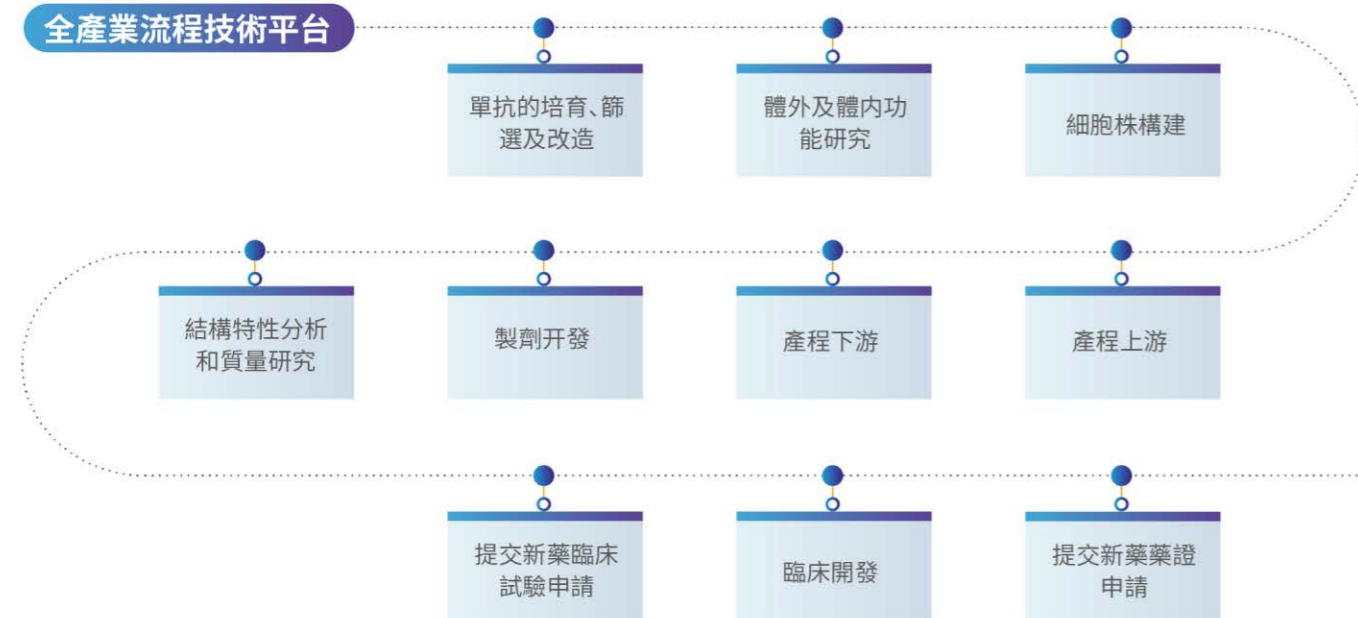 全產業流程技術平台
單抗的培育、篩
選及改造
體外及體内功
能研究
細胞株構建
結構特性分析
和質量研究
製劑开發
產程下游
產程上游
提交新藥臨床
試驗申請
臨床開發
提交新藥藥證
申請